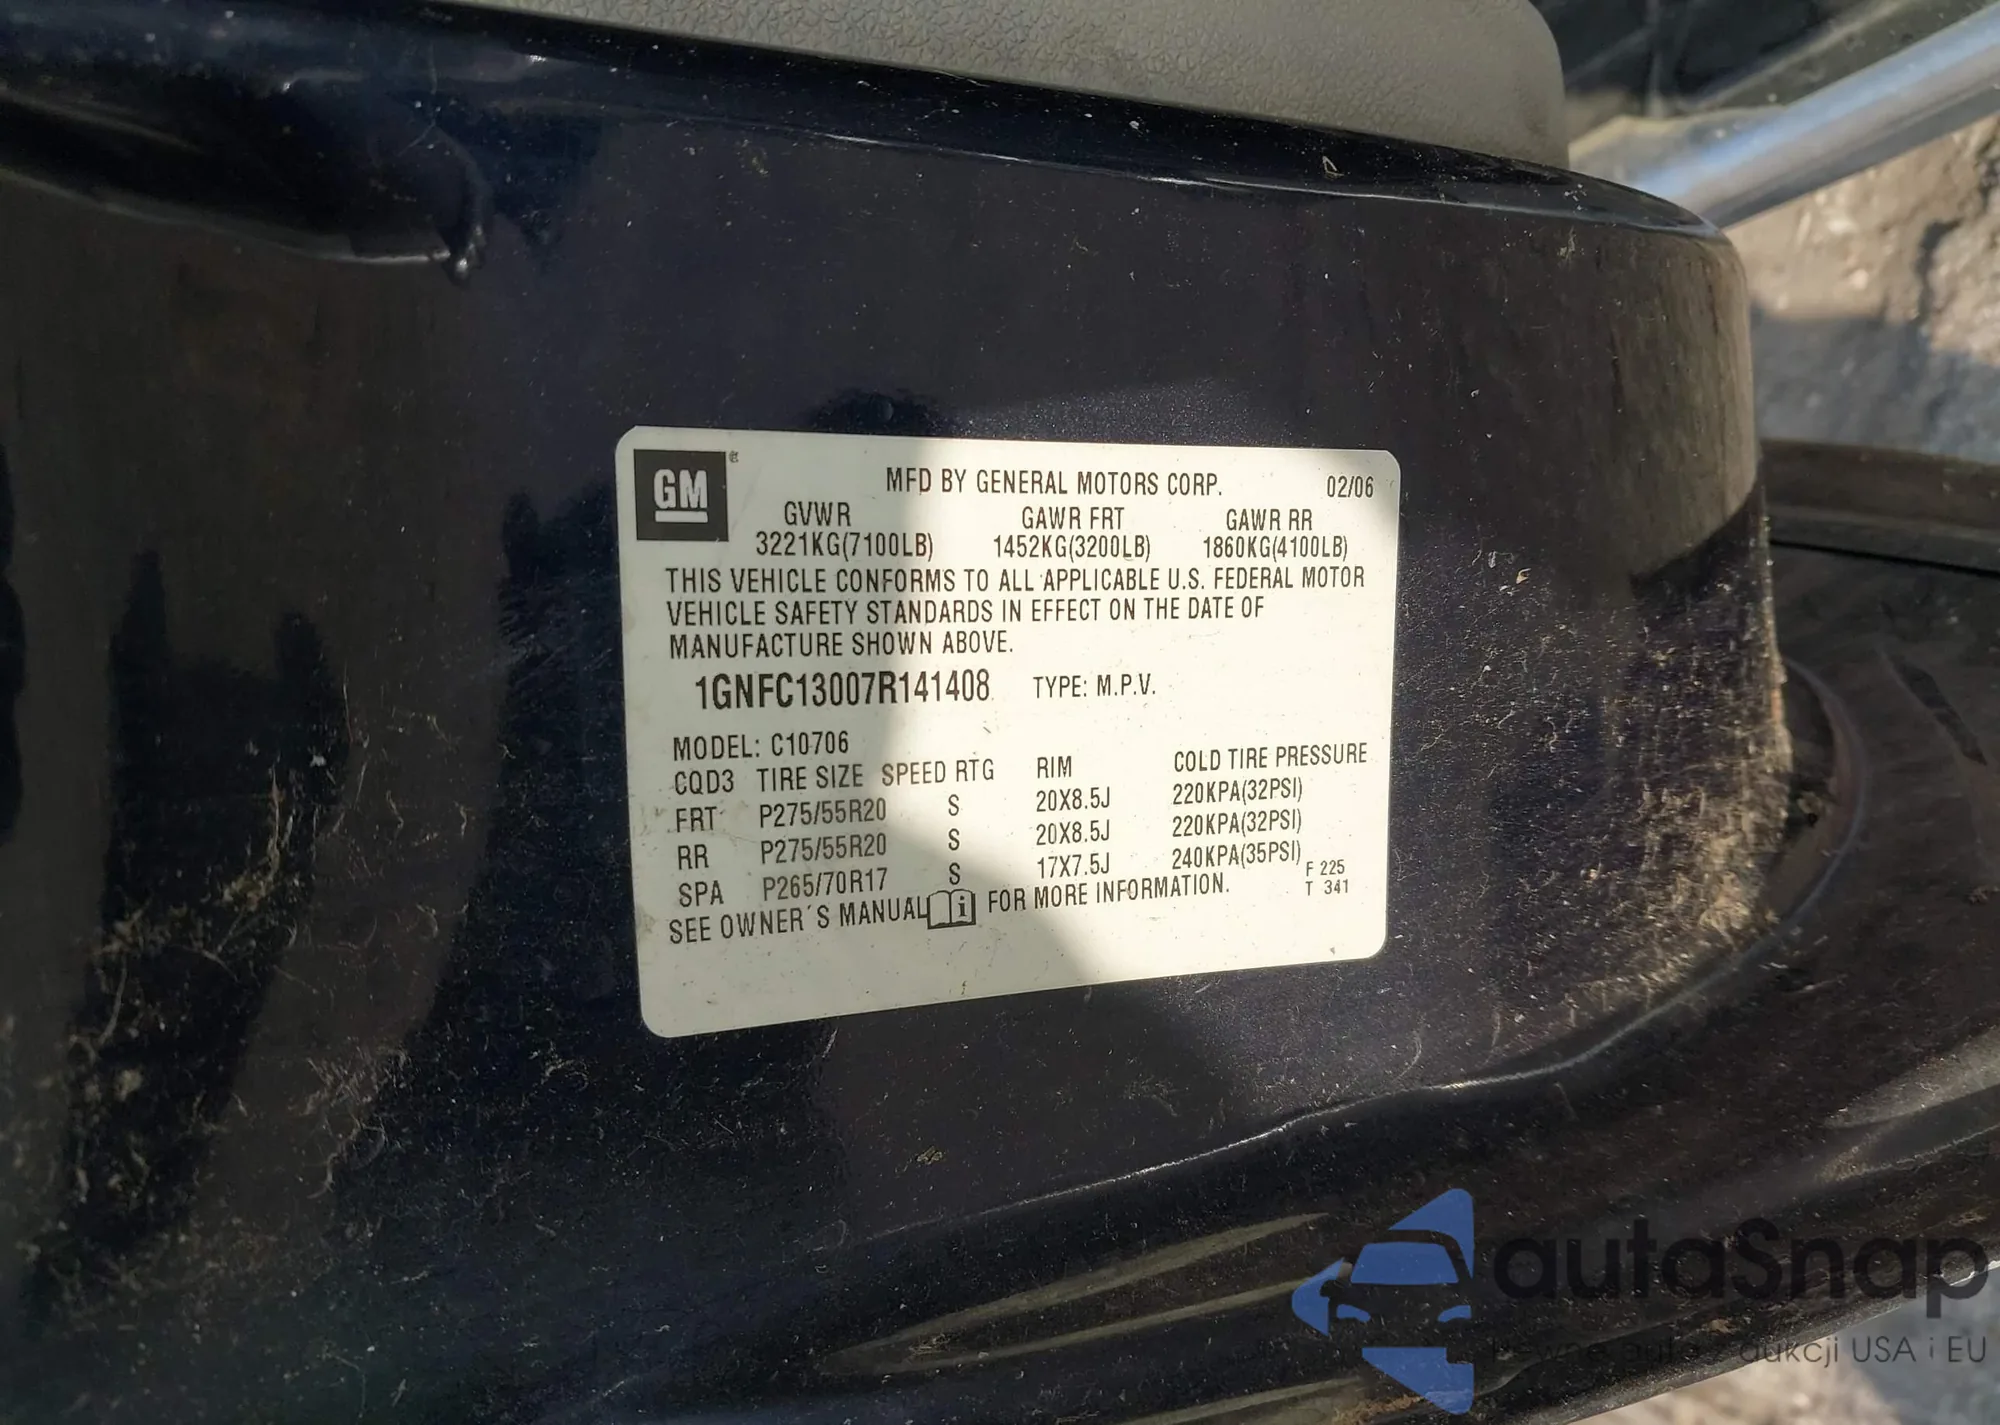 GM
MFD BY GENERAL MOTORS CORP. 02/06
GVWR GAWR FRT GAWR RR
3221KG(7100LB) 1452KG(3200LB) 1860KG(4100LB)
THIS VEHICLE CONFORMS TO ALL APPLICABLE U.S. FEDERAL MOTOR
VEHICLE SAFETY STANDARDS IN EFFECT ON THE DATE OF
MANUFACTURE SHOWN ABOVE.
1GNFC13007R141408 TYPE: M.P.V.
MODEL: C10706
CQD3 TIRE SIZE SPEED RTG RIM COLD TIRE PRESSURE
FRT P275/55R20 S 20X8.5J 220KPA(32PSI)
RR P275/55R20 S 20X8.5J 220KPA(32PSI)
SPA P265/70R17 S 17X7.5J 240KPA(35PSI)
SEE OWNER´S MANUAL FOR MORE INFORMATION.
F 225
T 341
autaSnap
aukcji USA i EU